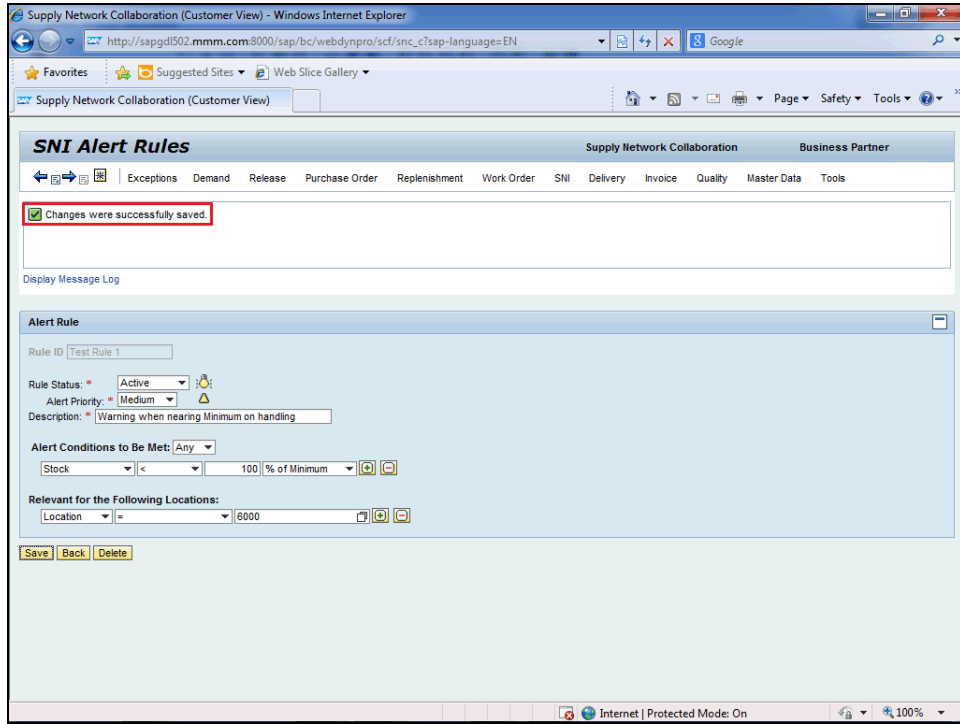 Supply Network Collaboration (Customer View) - Windows Internet Explorer
http://sapgdl502.mmm.com:8000/sap/bc/webdynpro/scf/snc_c?sap-language=EN
Google
Favorites Suggested Sites Web Slice Gallery
Supply Network Collaboration (Customer View)
Page Safety Tools
SNI Alert Rules Supply Network Collaboration Business Partner
Exceptions Demand Release Purchase Order Replenishment Work Order SNI Delivery Invoice Quality Master Data Tools
Changes were successfully saved.
Display Message Log
Alert Rule
Rule ID Test Rule 1
Rule Status: * Active
Alert Priority: * Medium
Description: * Warning when nearing Minimum on handling
Alert Conditions to Be Met: Any
Stock < 100 % of Minimum
Relevant for the Following Locations:
Location = 6000
Save Back Delete
Internet | Protected Mode: On 100%